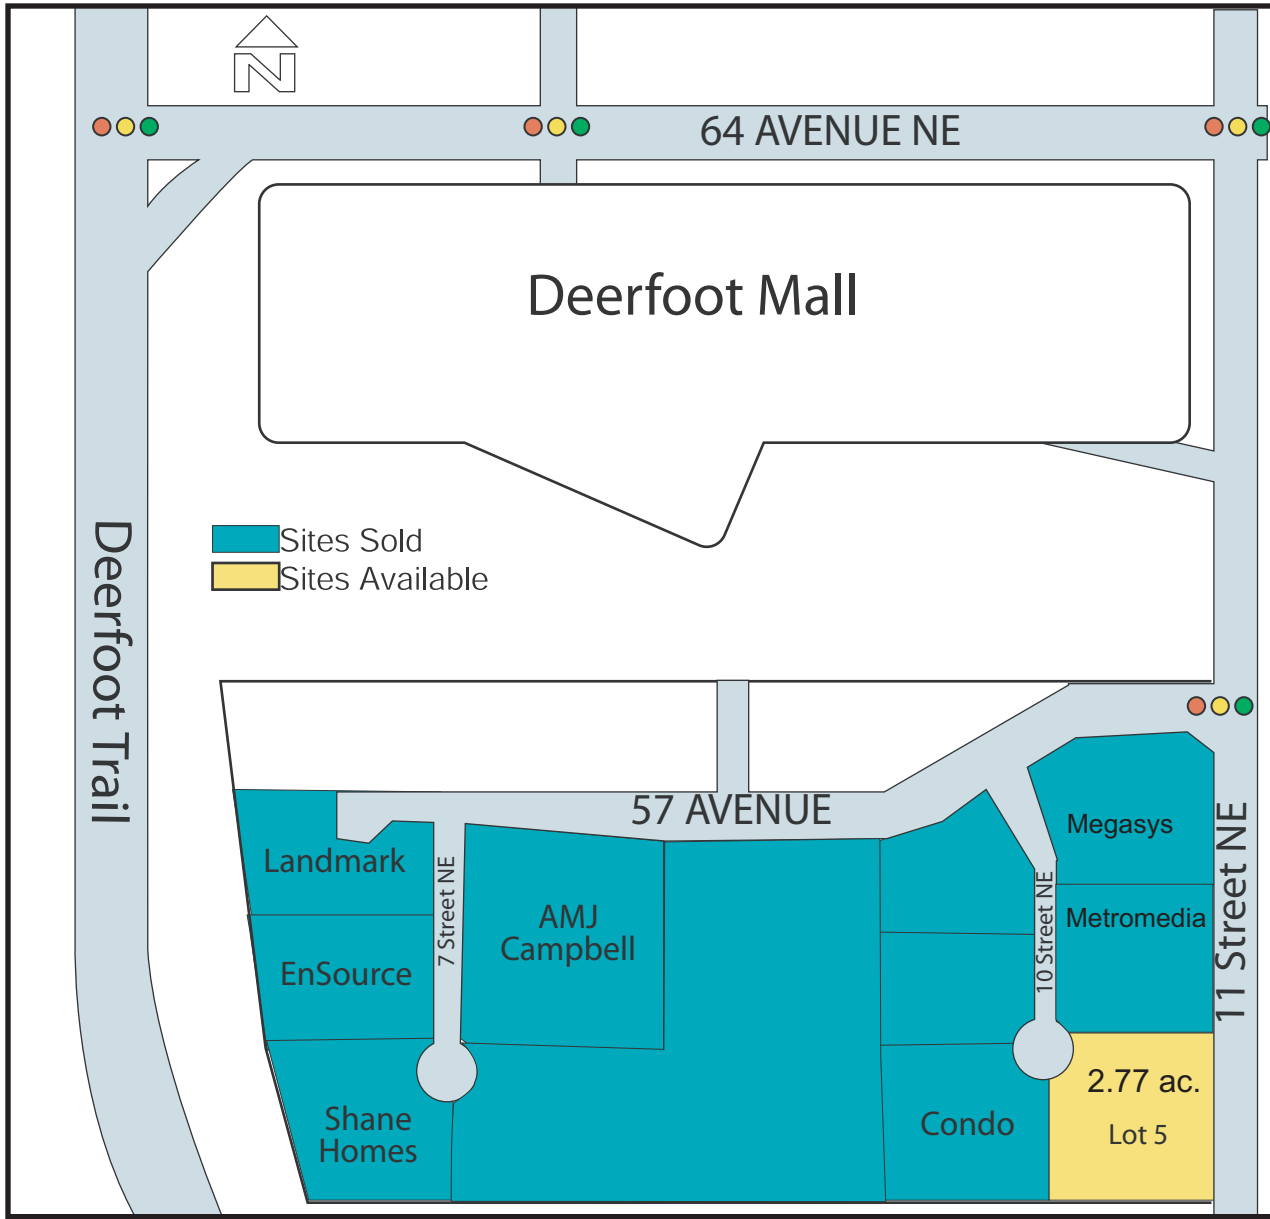 N
64 AVENUE NE
Deerfoot Mall
Deerfoot Trail
Sites Sold
Sites Available
57 AVENUE
Megasys
Landmark
7 Street NE
AMJ
Campbell
10 Street NE
Metromedia
11 Street NE
EnSource
2.77 ac.
Lot 5
Shane
Homes
Condo